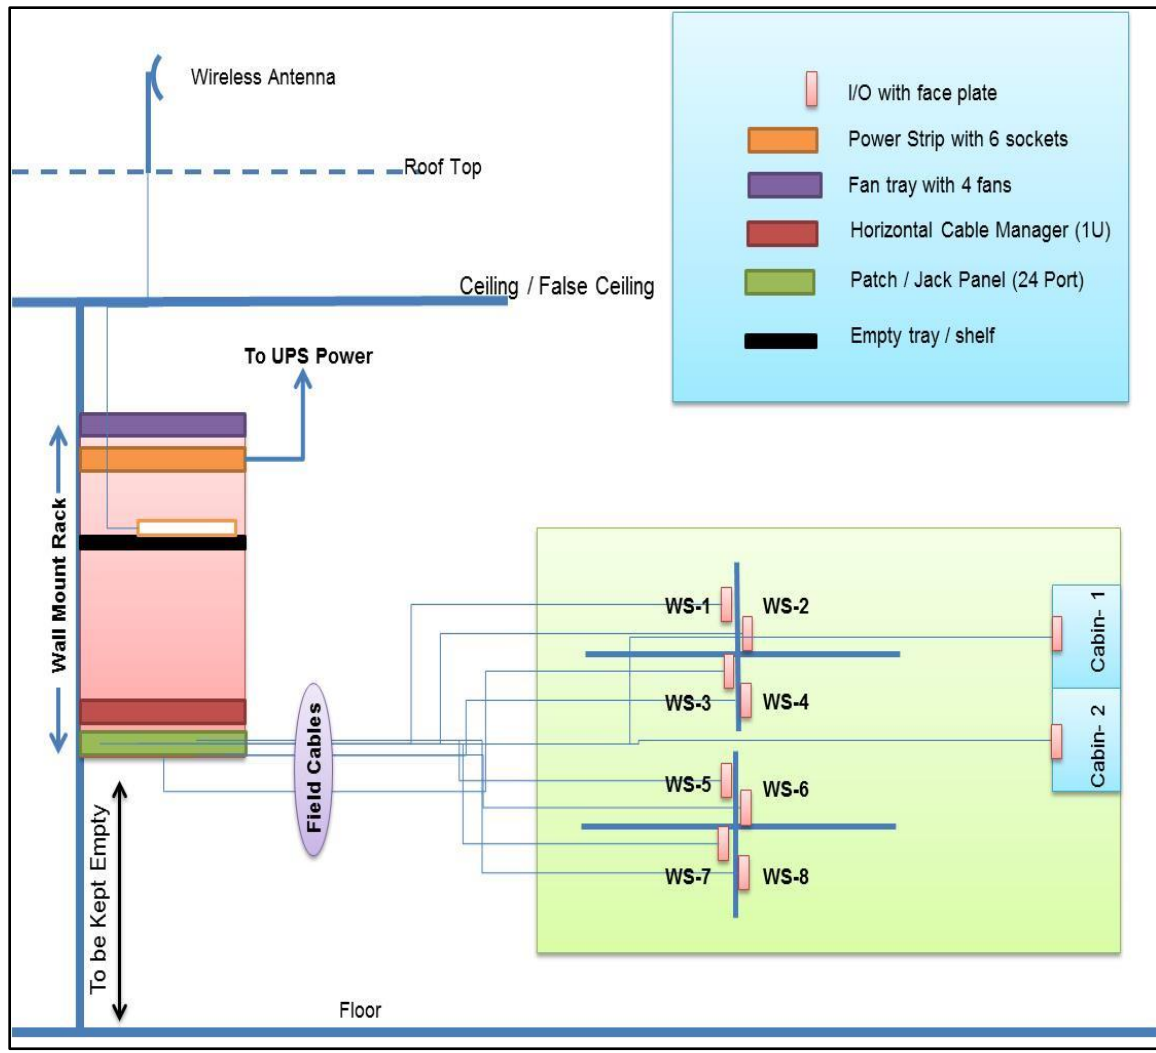 Wireless Antenna
Roof Top
Ceiling / False Ceiling
To UPS Power
I/O with face plate
Power Strip with 6 sockets
Fan tray with 4 fans
Horizontal Cable Manager (1U)
Patch / Jack Panel (24 Port)
Empty tray / shelf
Wall Mount Rack
Field Cables
To be Kept Empty
WS-1
WS-2
WS-3
WS-4
WS-5
WS-6
WS-7
WS-8
Cabin- 1
Cabin- 2
Floor